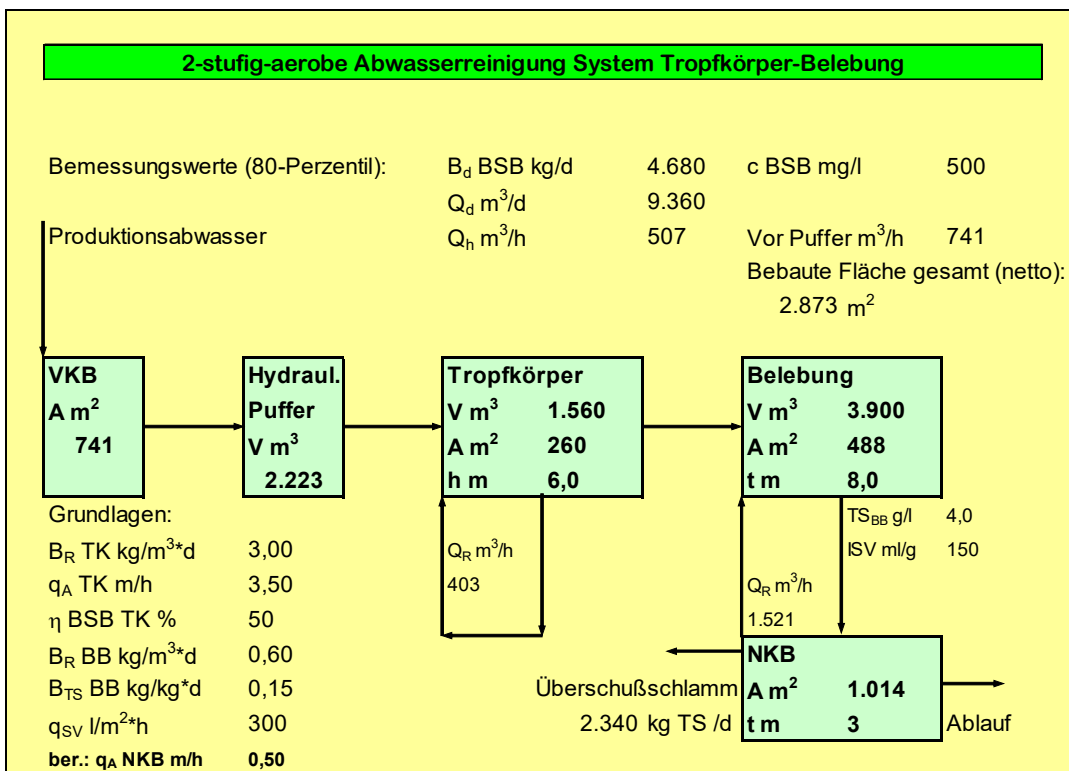 2-stufig-aerobe Abwasserreinigung System Tropfkörper-Belebung
Bemessungswerte (80-Perzentil): B_d BSB kg/d 4.680 c BSB mg/l 500
Q_d m³/d 9.360
Produktionsabwasser Q_h m³/h 507 Vor Puffer m³/h 741
Bebaute Fläche gesamt (netto):
2.873 m²
VKB
A m²
741
Hydraul.
Puffer
V m³
2.223
Tropfkörper
V m³ 1.560
A m² 260
h m 6,0
Belebung
V m³ 3.900
A m² 488
t m 8,0
Grundlagen:
B_R TK kg/m³*d 3,00
q_A TK m/h 3,50
η BSB TK % 50
B_R BB kg/m³*d 0,60
B_TS BB kg/kg*d 0,15
q_SV l/m²*h 300
ber.: q_A NKB m/h 0,50
Q_R m³/h
403
TS_BB g/l 4,0
ISV ml/g 150
Q_R m³/h
1.521
NKB
A m² 1.014
t m 3
Überschußschlamm
2.340 kg TS /d
Ablauf